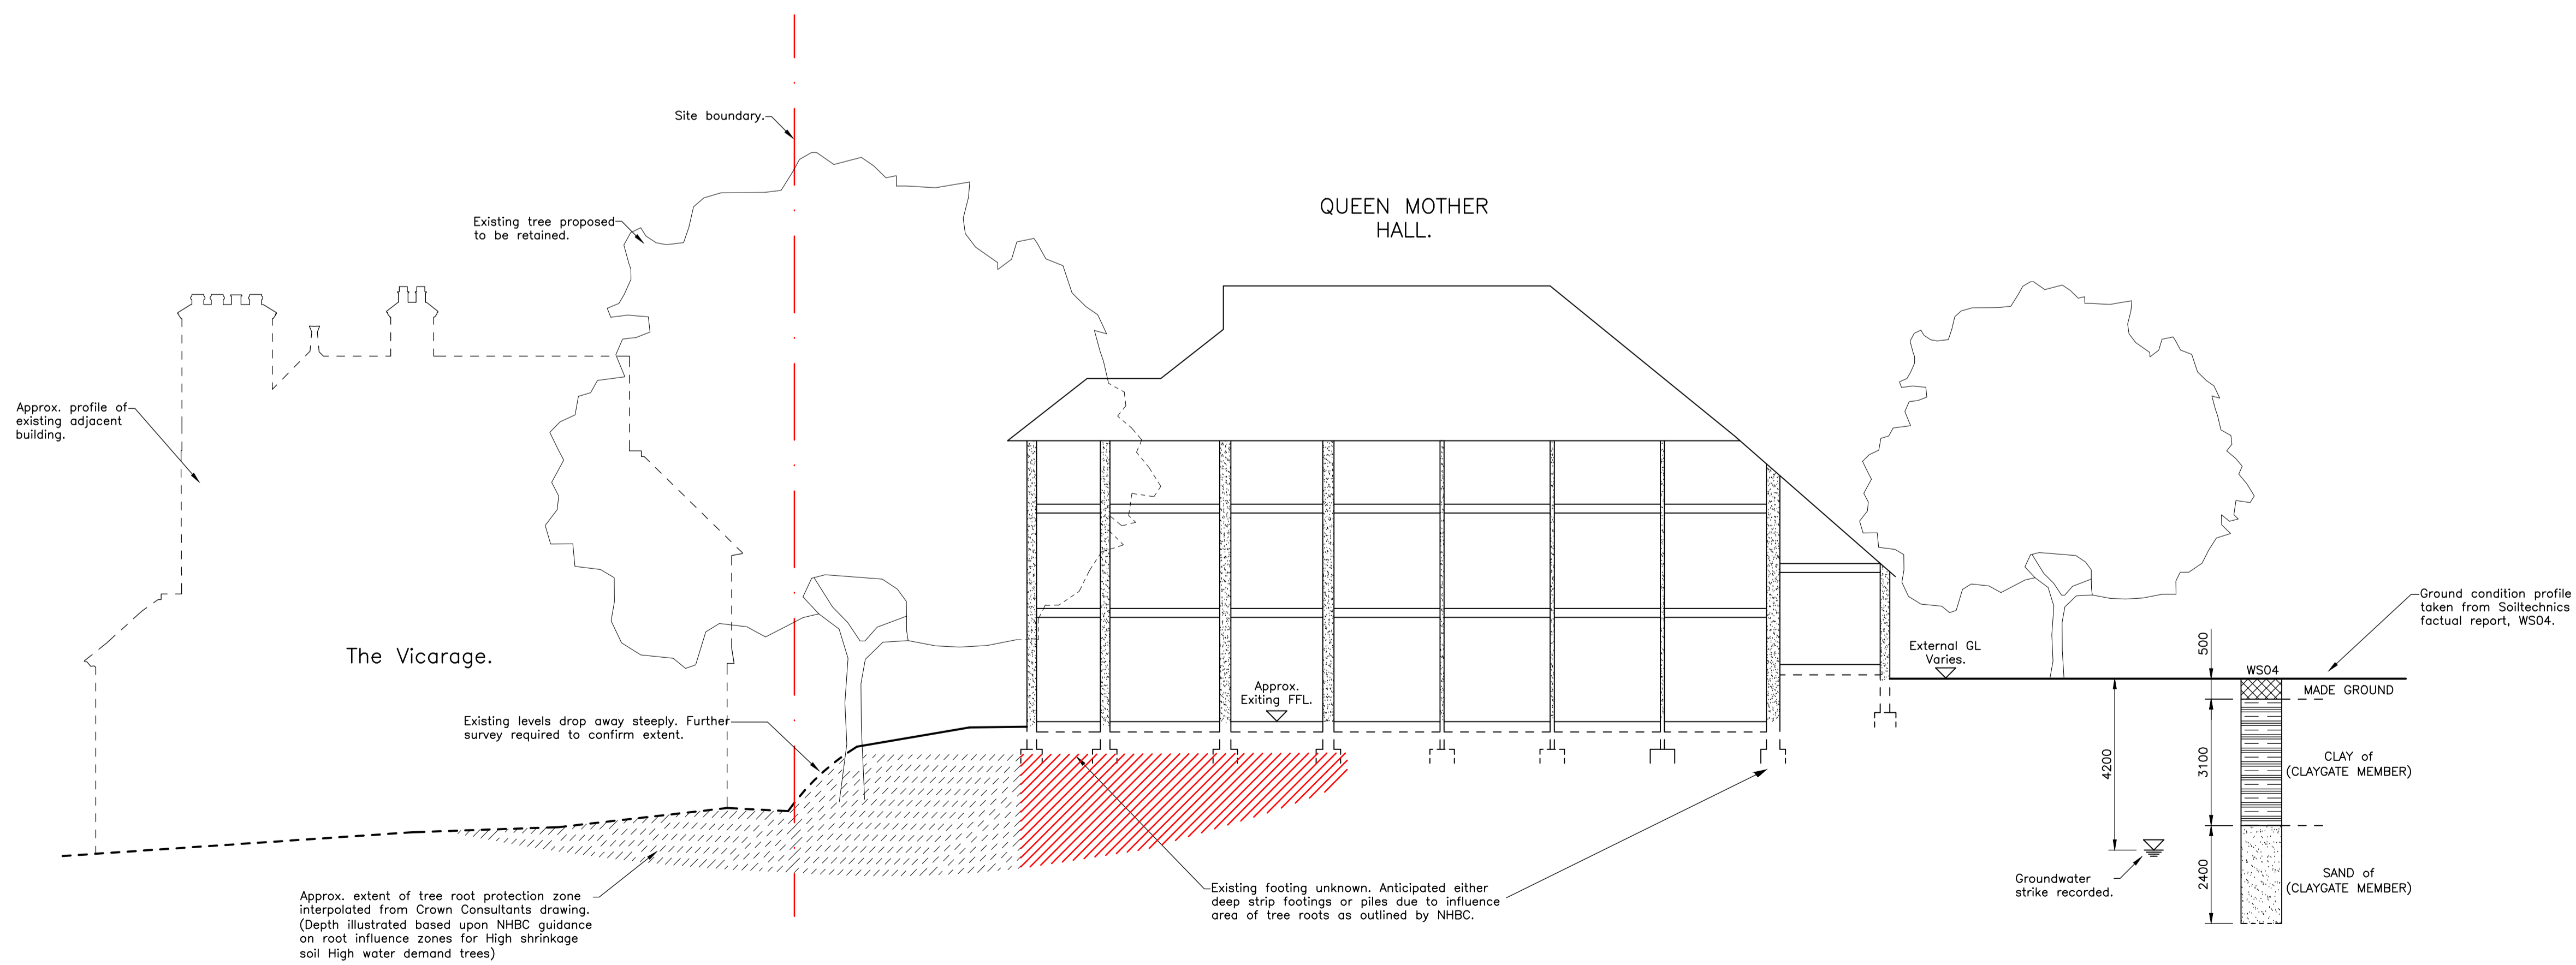 Site boundary.
Existing tree proposed
to be retained.
QUEEN MOTHER
HALL.
Approx. profile of
existing adjacent
building.
The Vicarage.
Existing levels drop away steeply. Further
survey required to confirm extent.
Approx.
Exiting FFL.
External GL
Varies.
Ground condition profile
taken from Soiltechnics
factual report, WS04.
500
WS04
MADE GROUND
4200
3100
CLAY of
(CLAYGATE MEMBER)
2400
SAND of
(CLAYGATE MEMBER)
Groundwater
strike recorded.
Existing footing unknown. Anticipated either
deep strip footings or piles due to influence
area of tree roots as outlined by NHBC.
Approx. extent of tree root protection zone
interpolated from Crown Consultants drawing.
(Depth illustrated based upon NHBC guidance
on root influence zones for High shrinkage
soil High water demand trees)